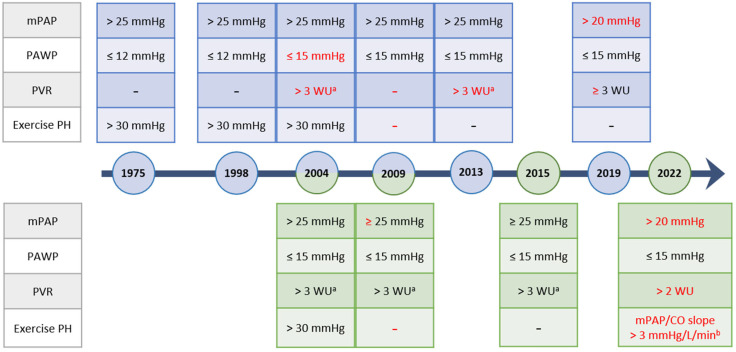 mPAP > 25 mmHg > 25 mmHg > 25 mmHg > 25 mmHg > 25 mmHg > 20 mmHg
PAWP ≤ 12 mmHg ≤ 12 mmHg ≤ 15 mmHg ≤ 15 mmHg ≤ 15 mmHg ≤ 15 mmHg
PVR – – > 3 WUᵃ – > 3 WUᵃ ≥ 3 WU
Exercise PH > 30 mmHg > 30 mmHg > 30 mmHg – – –
1975 1998 2004 2009 2013 2015 2019 2022
mPAP > 25 mmHg ≥ 25 mmHg ≥ 25 mmHg > 20 mmHg
PAWP ≤ 15 mmHg ≤ 15 mmHg ≤ 15 mmHg ≤ 15 mmHg
PVR > 3 WUᵃ > 3 WUᵃ > 3 WUᵃ > 2 WU
Exercise PH > 30 mmHg – – mPAP/CO slope
> 3 mmHg/L/minᵇ